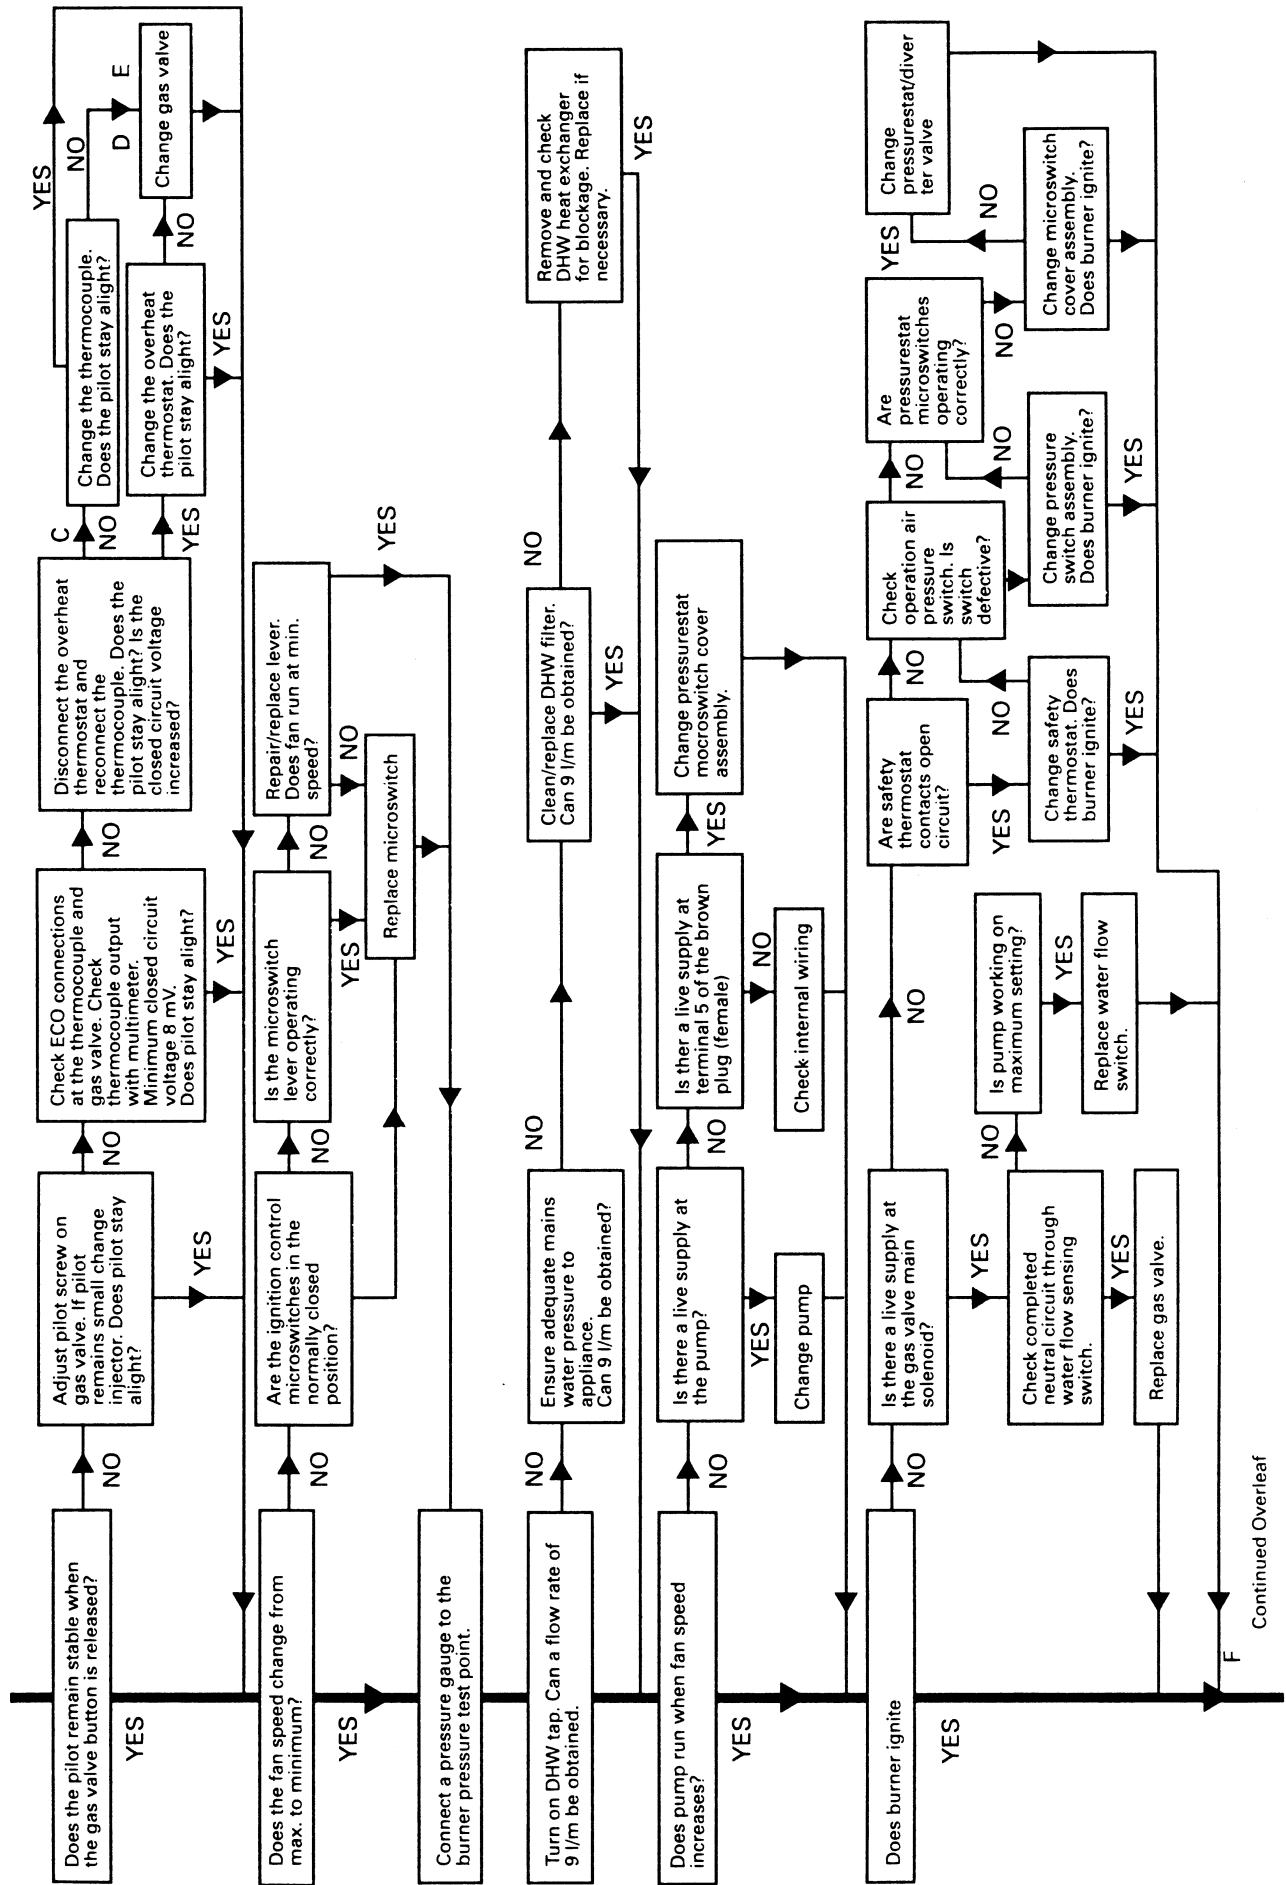 Does the pilot remain stable when
the gas valve button is released?
YES
NO
Adjust pilot screw on
gas valve. If pilot
remains small change
injector. Does pilot stay
alight?
YES
NO
Check ECO connections
at the thermocouple and
gas valve. Check
thermocouple output
with multimeter.
Minimum closed circuit
voltage 8 mV.
Does pilot stay alight?
YES
NO
Disconnect the overheat
thermostat and
reconnect the
thermocouple. Does the
pilot stay alight? Is the
closed circuit voltage
increased?
C
NO
YES
Change the thermocouple.
Does the pilot stay alight?
YES
NO
D
E
Change the overheat
thermostat. Does the
pilot stay alight?
YES
NO
Change gas valve
Does the fan speed change from
max. to minimum?
YES
NO
Are the ignition control
microswitches in the
normally closed
position?
NO
Is the microswitch
lever operating
correctly?
YES
NO
Repair/replace lever.
Does fan run at min.
speed?
NO
YES
Replace microswitch
Connect a pressure gauge to the
burner pressure test point.
Turn on DHW tap. Can a flow rate of
9 l/m be obtained.
NO
Ensure adequate mains
water pressure to
appliance.
Can 9 l/m be obtained?
NO
Clean/replace DHW filter.
Can 9 l/m be obtained?
YES
NO
Remove and check
DHW heat exchanger
for blockage. Replace if
necessary.
YES
Does pump run when fan speed
increases?
YES
NO
Is there a live supply at
the pump?
YES
Change pump
NO
Is ther a live supply at
terminal 5 of the brown
plug (female)
NO
Check internal wiring
YES
Change pressurestat
mocroswitch cover
assembly.
Does burner ignite
YES
NO
Is there a live supply at
the gas valve main
solenoid?
YES
NO
Check completed
neutral circuit through
water flow sensing
switch.
YES
Replace gas valve.
NO
Is pump working on
maximum setting?
YES
Replace water flow
switch.
Are safety
thermostat
contacts open
circuit?
YES
NO
Change safety
thermostat. Does
burner ignite?
NO
YES
Check
operation air
pressure
switch. Is
switch
defective?
NO
Change pressure
switch assembly.
Does burner ignite?
NO
YES
Are
pressurestat
microswitches
operating
correctly?
NO
YES
Change microswitch
cover assembly.
Does burner ignite?
NO
Change
pressurestat/diver
ter valve
F
Continued Overleaf